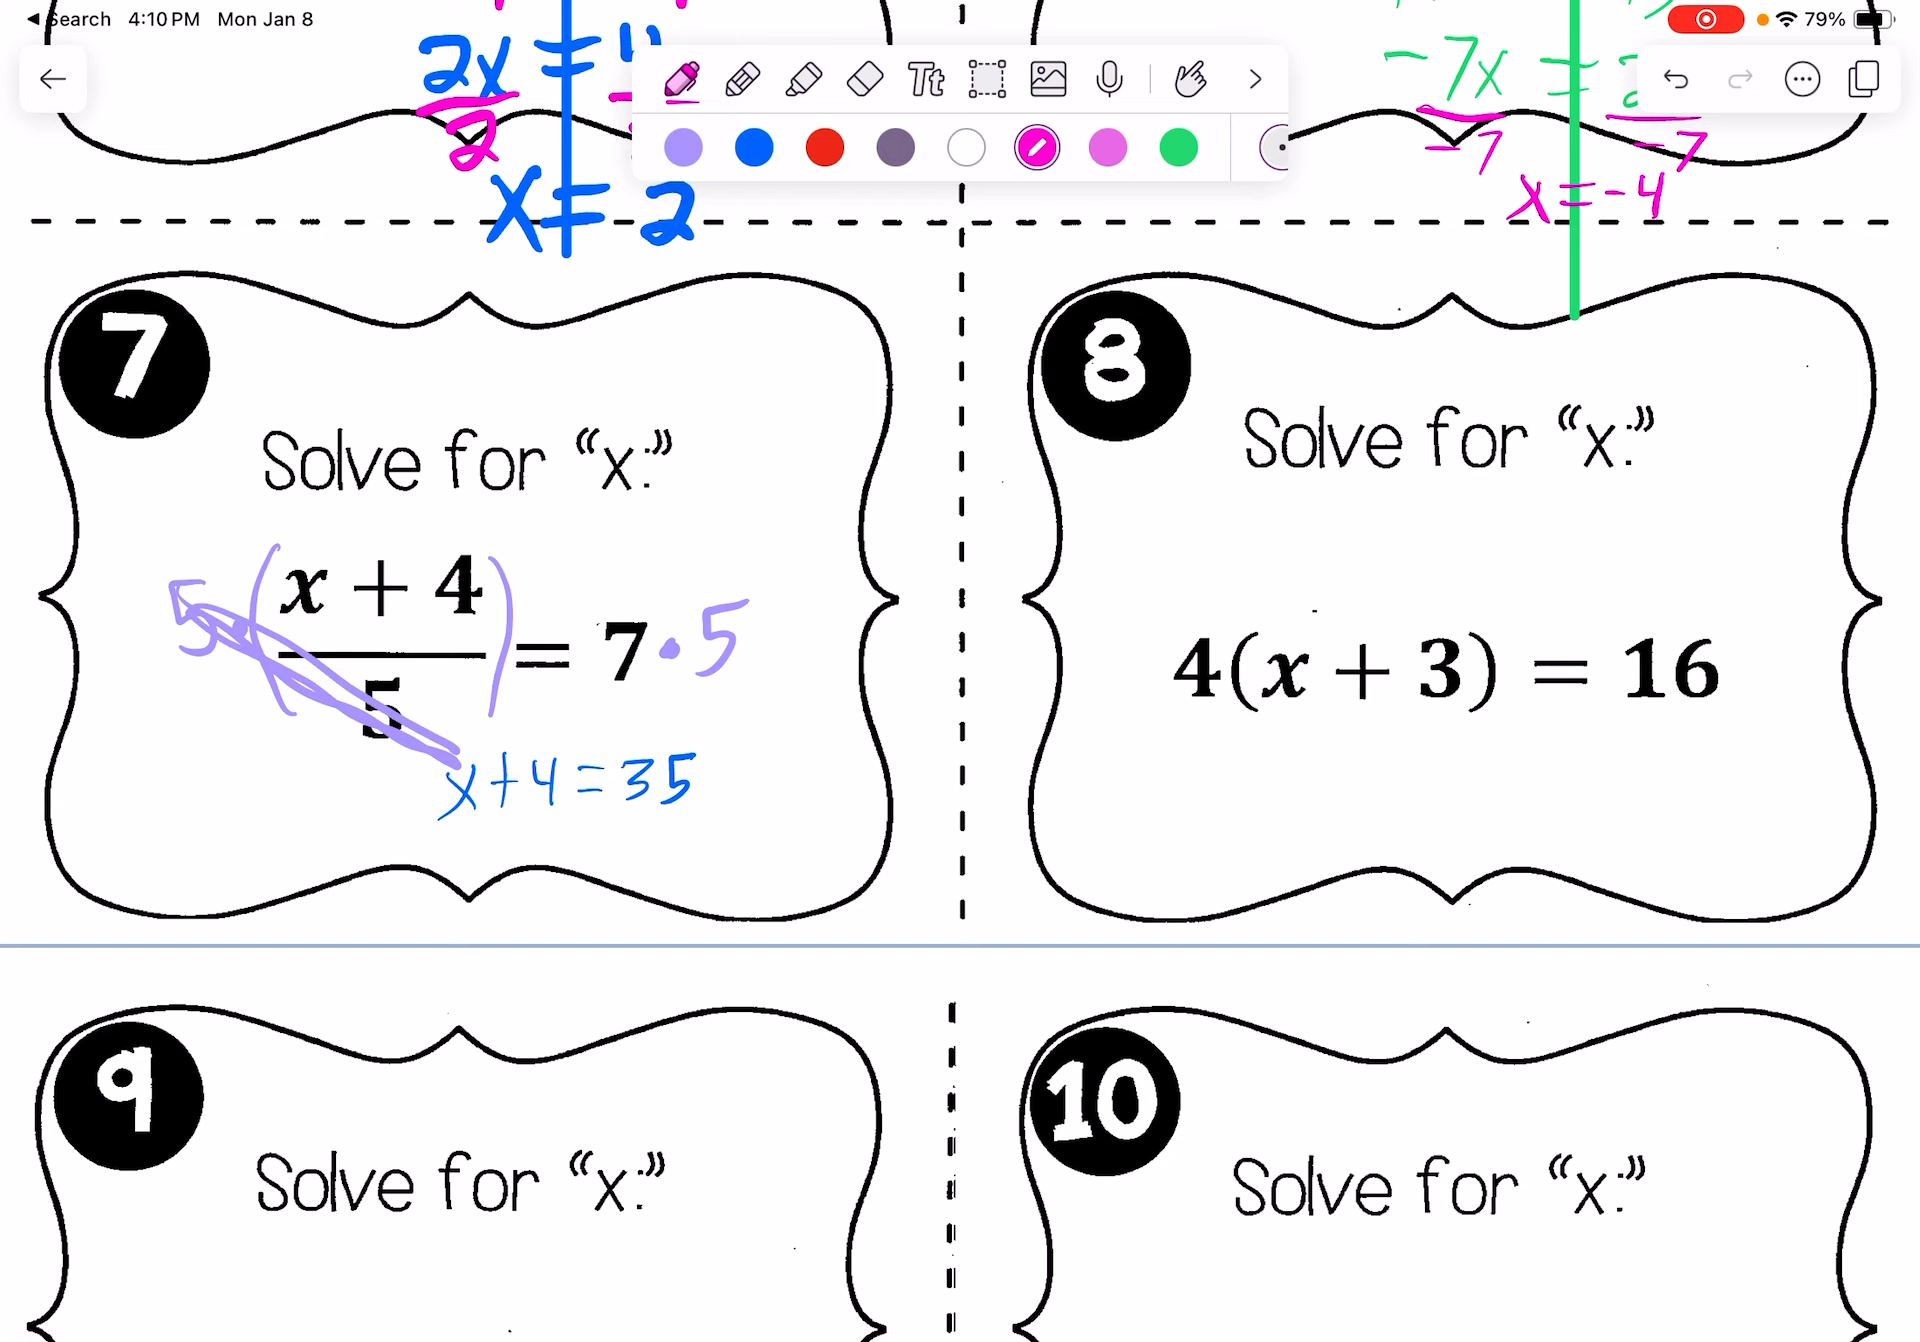 Search 4:10 PM Mon Jan 8
79%
2x =
2
x = 2
-7x =
-7 -7
x = -4
Tt
7
Solve for “x:”
5 · (x + 4) = 7 · 5
5
x + 4 = 35
8
Solve for “x:”
4(x + 3) = 16
9
Solve for “x:”
10
Solve for “x:”